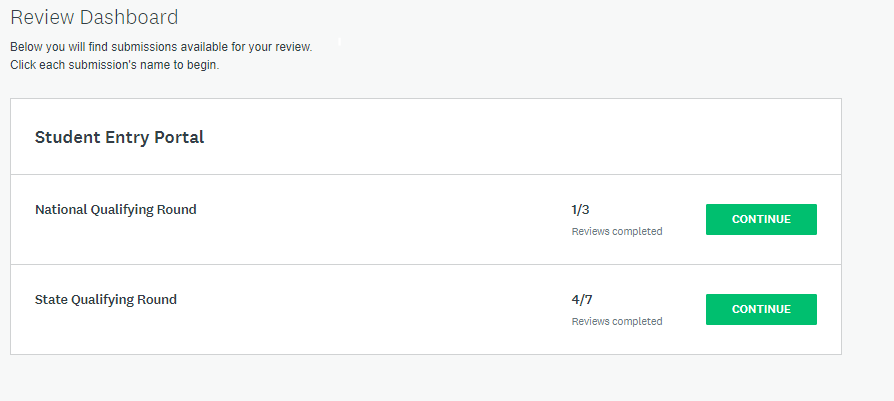 Review Dashboard
Below you will find submissions available for your review.
Click each submission's name to begin.
Student Entry Portal
National Qualifying Round
1/3
Reviews completed
CONTINUE
State Qualifying Round
4/7
Reviews completed
CONTINUE